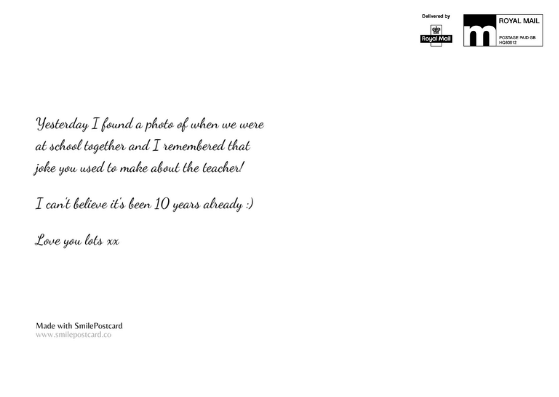 Delivered by
Royal Mail
m
ROYAL MAIL
POSTAGE PAID GB
HQ80012
Yesterday I found a photo of when we were
at school together and I remembered that
joke you used to make about the teacher!
I can't believe it's been 10 years already :)
Love you lots xx
Made with SmilePostcard
www.smilepostcard.co